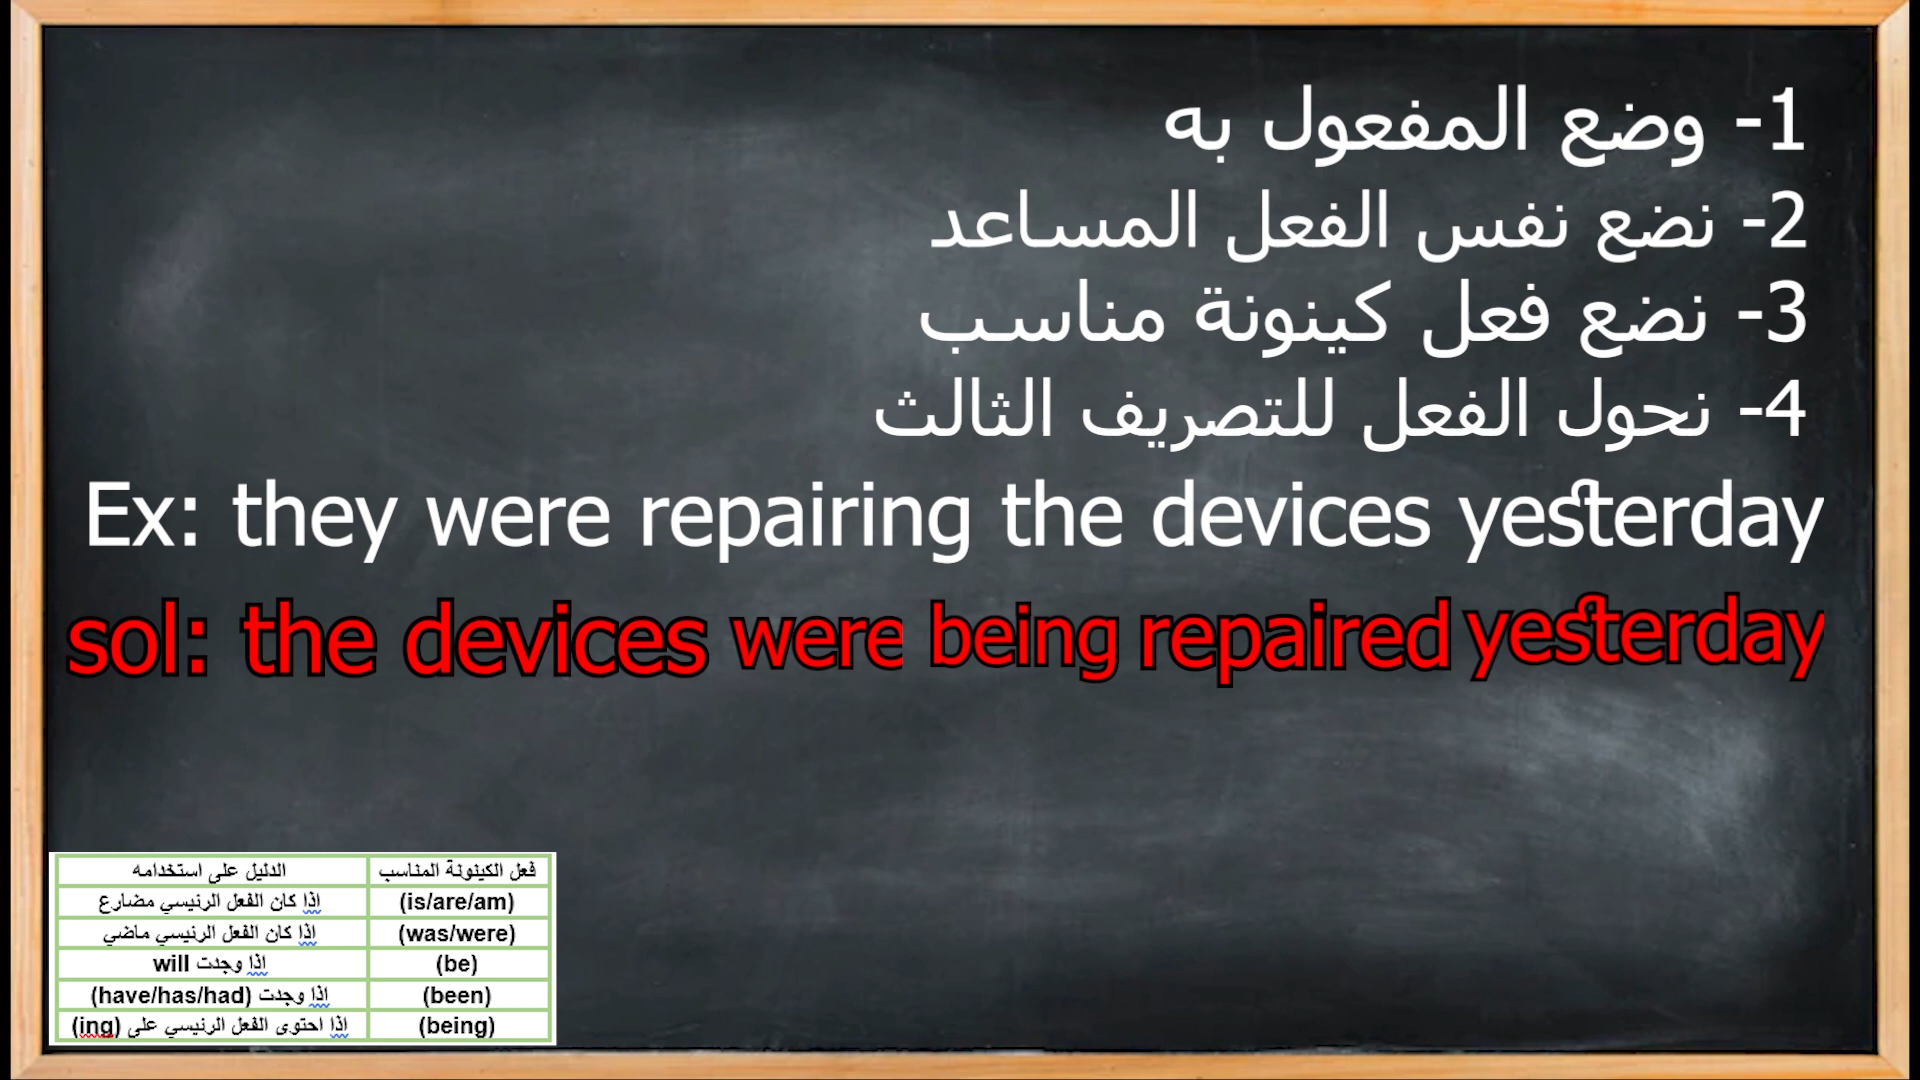 1- وضع المفعول به
2- نضع نفس الفعل المساعد
3- نضع فعل كينونة مناسب
4- نحول الفعل للتصريف الثالث
Ex: they were repairing the devices yesterday
sol: the devices were being repaired yesterday
فعل الكينونة المناسب الدليل على استخدامه
(is/are/am) اذا كان الفعل الرئيسي مضارع
(was/were) اذا كان الفعل الرئيسي ماضي
(be) اذا وجدت will
(been) اذا وجدت (have/has/had)
(being) اذا احتوى الفعل الرئيسي على (ing)